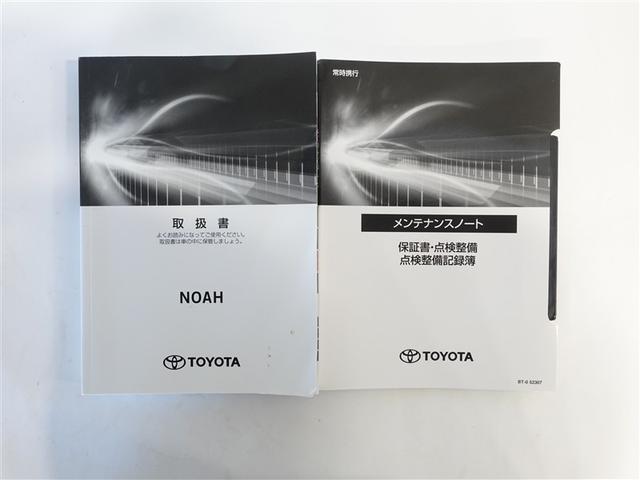 取扱書
よくお読みになってご使用ください。
取扱書は車の中に保管しましょう。
NOAH
TOYOTA
常時携行
メンテナンスノート
保証書・点検整備
点検整備記録簿
TOYOTA
BT-G 52307